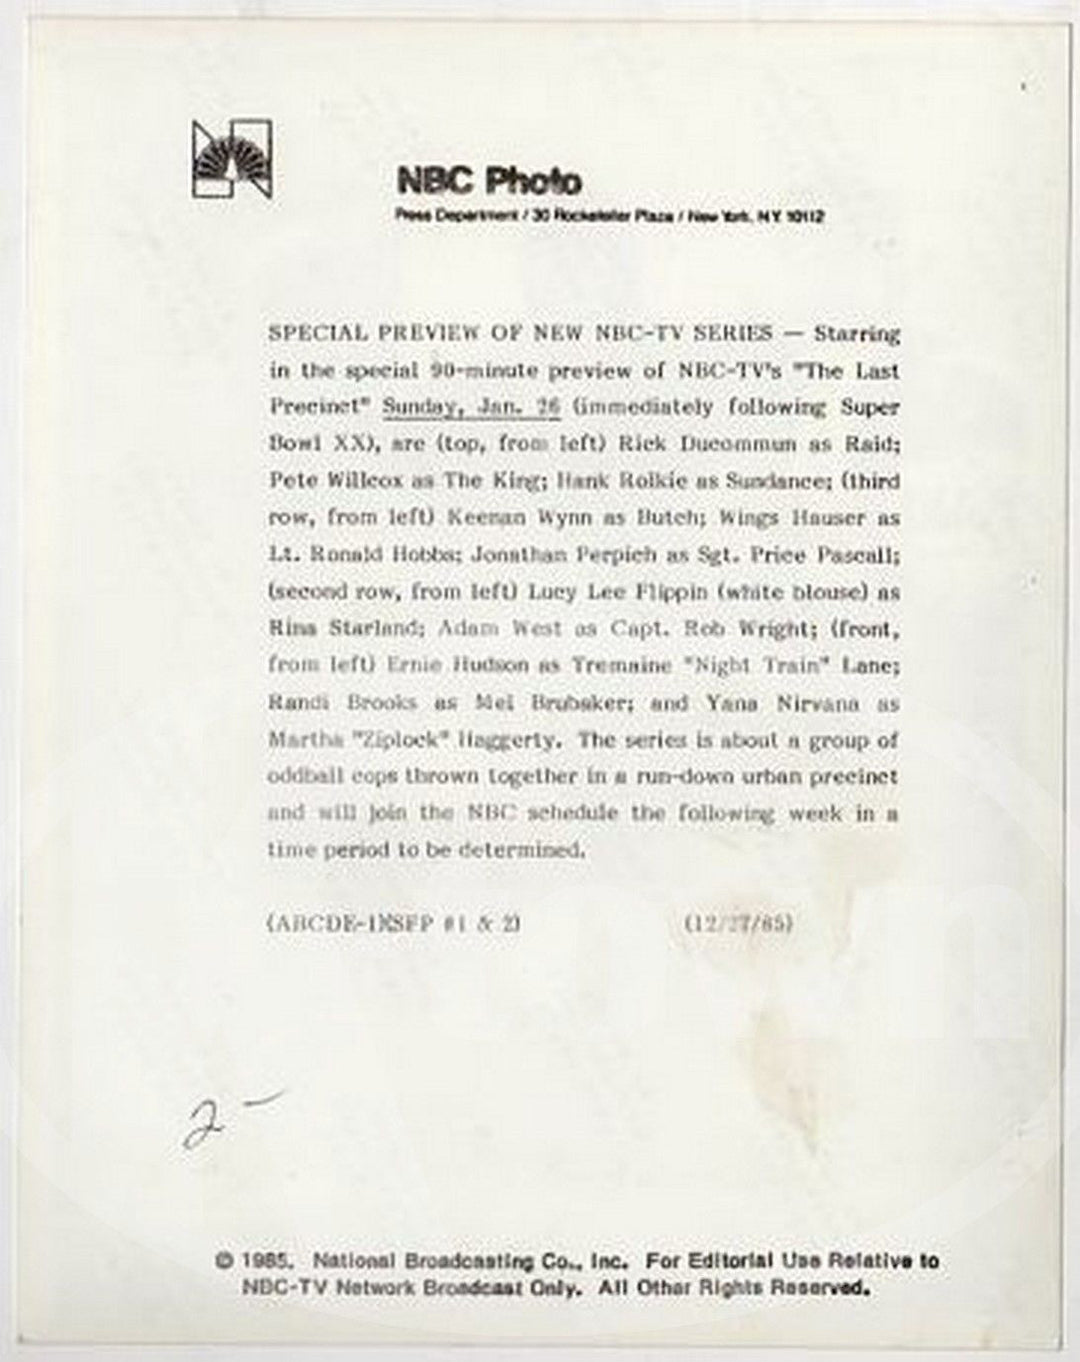 NBC Photo
Press Department / 30 Rockefeller Plaza / New York, N.Y. 10112
SPECIAL PREVIEW OF NEW NBC-TV SERIES — Starring
in the special 90-minute preview of NBC-TV's "The Last
Precinct" Sunday, Jan. 26 (immediately following Super
Bowl XX), are (top, from left) Rick Ducommun as Raid;
Pete Willcox as The King; Hank Rolkie as Sundance; (third
row, from left) Keenan Wynn as Butch; Wings Hauser as
Lt. Ronald Hobbs; Jonathan Perpich as Sgt. Price Pascall;
(second row, from left) Lucy Lee Flippin (white blouse) as
Rina Starland; Adam West as Capt. Rob Wright; (front,
from left) Ernie Hudson as Tremaine "Night Train" Lane;
Randi Brooks as Mel Brubaker; and Yana Nirvana as
Martha "Ziplock" Haggerty. The series is about a group of
oddball cops thrown together in a run-down urban precinct
and will join the NBC schedule the following week in a
time period to be determined.
(ABCDE-INSEP #1 & 2) (12/27/85)
2 -
© 1985. National Broadcasting Co., Inc. For Editorial Use Relative to
NBC-TV Network Broadcast Only. All Other Rights Reserved.